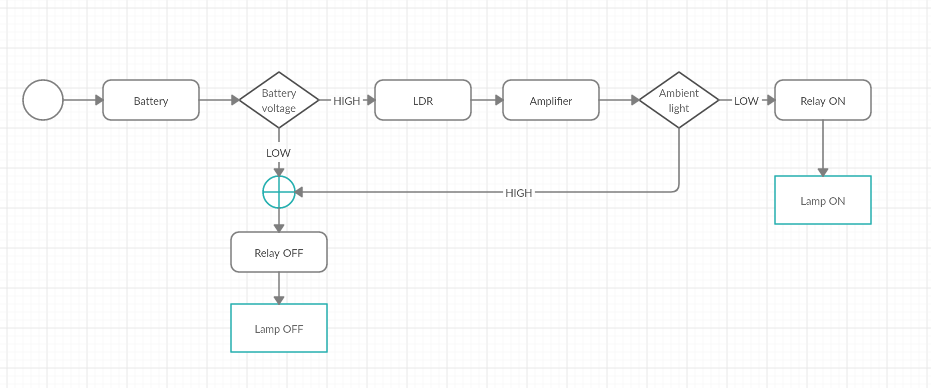 Battery
Battery
voltage
HIGH
LDR
Amplifier
Ambient
light
LOW
Relay ON
LOW
HIGH
Lamp ON
Relay OFF
Lamp OFF